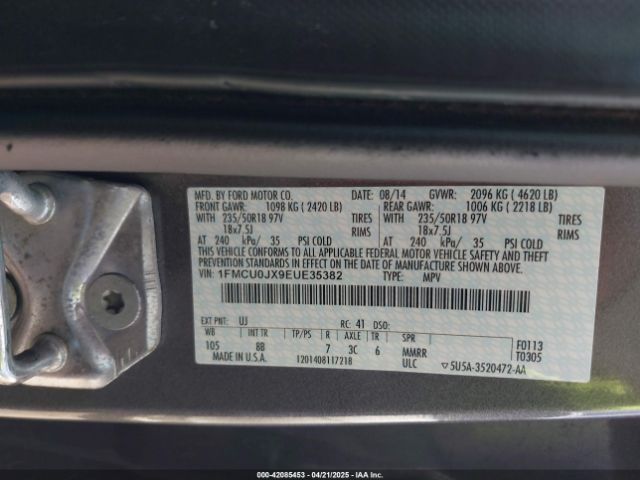 MFD. BY FORD MOTOR CO. DATE: 08/14 GVWR: 2096 KG ( 4620 LB)
FRONT GAWR: 1098 KG ( 2420 LB) REAR GAWR: 1006 KG ( 2218 LB)
WITH 235/50R18 97V TIRES WITH 235/50R18 97V TIRES
18x7.5J RIMS 18x7.5J RIMS
AT 240 kPa/ 35 PSI COLD AT 240 kPa/ 35 PSI COLD
THIS VEHICLE CONFORMS TO ALL APPLICABLE FEDERAL MOTOR VEHICLE SAFETY AND THEFT
PREVENTION STANDARDS IN EFFECT ON THE DATE OF MANUFACTURE SHOWN ABOVE.
VIN: 1FMCU0JX9EUE35382 TYPE: MPV
EXT PNT: UJ RC: 41 DSO:
WB INT TR TP/PS R AXLE TR SPR F0113
105 8B 7 3C 6 MMRR T0305
MADE IN U.S.A. 1201408117218 ULC ▽5U5A-3520472-AA
000-42085453 - 04/21/2025 - IAA Inc.